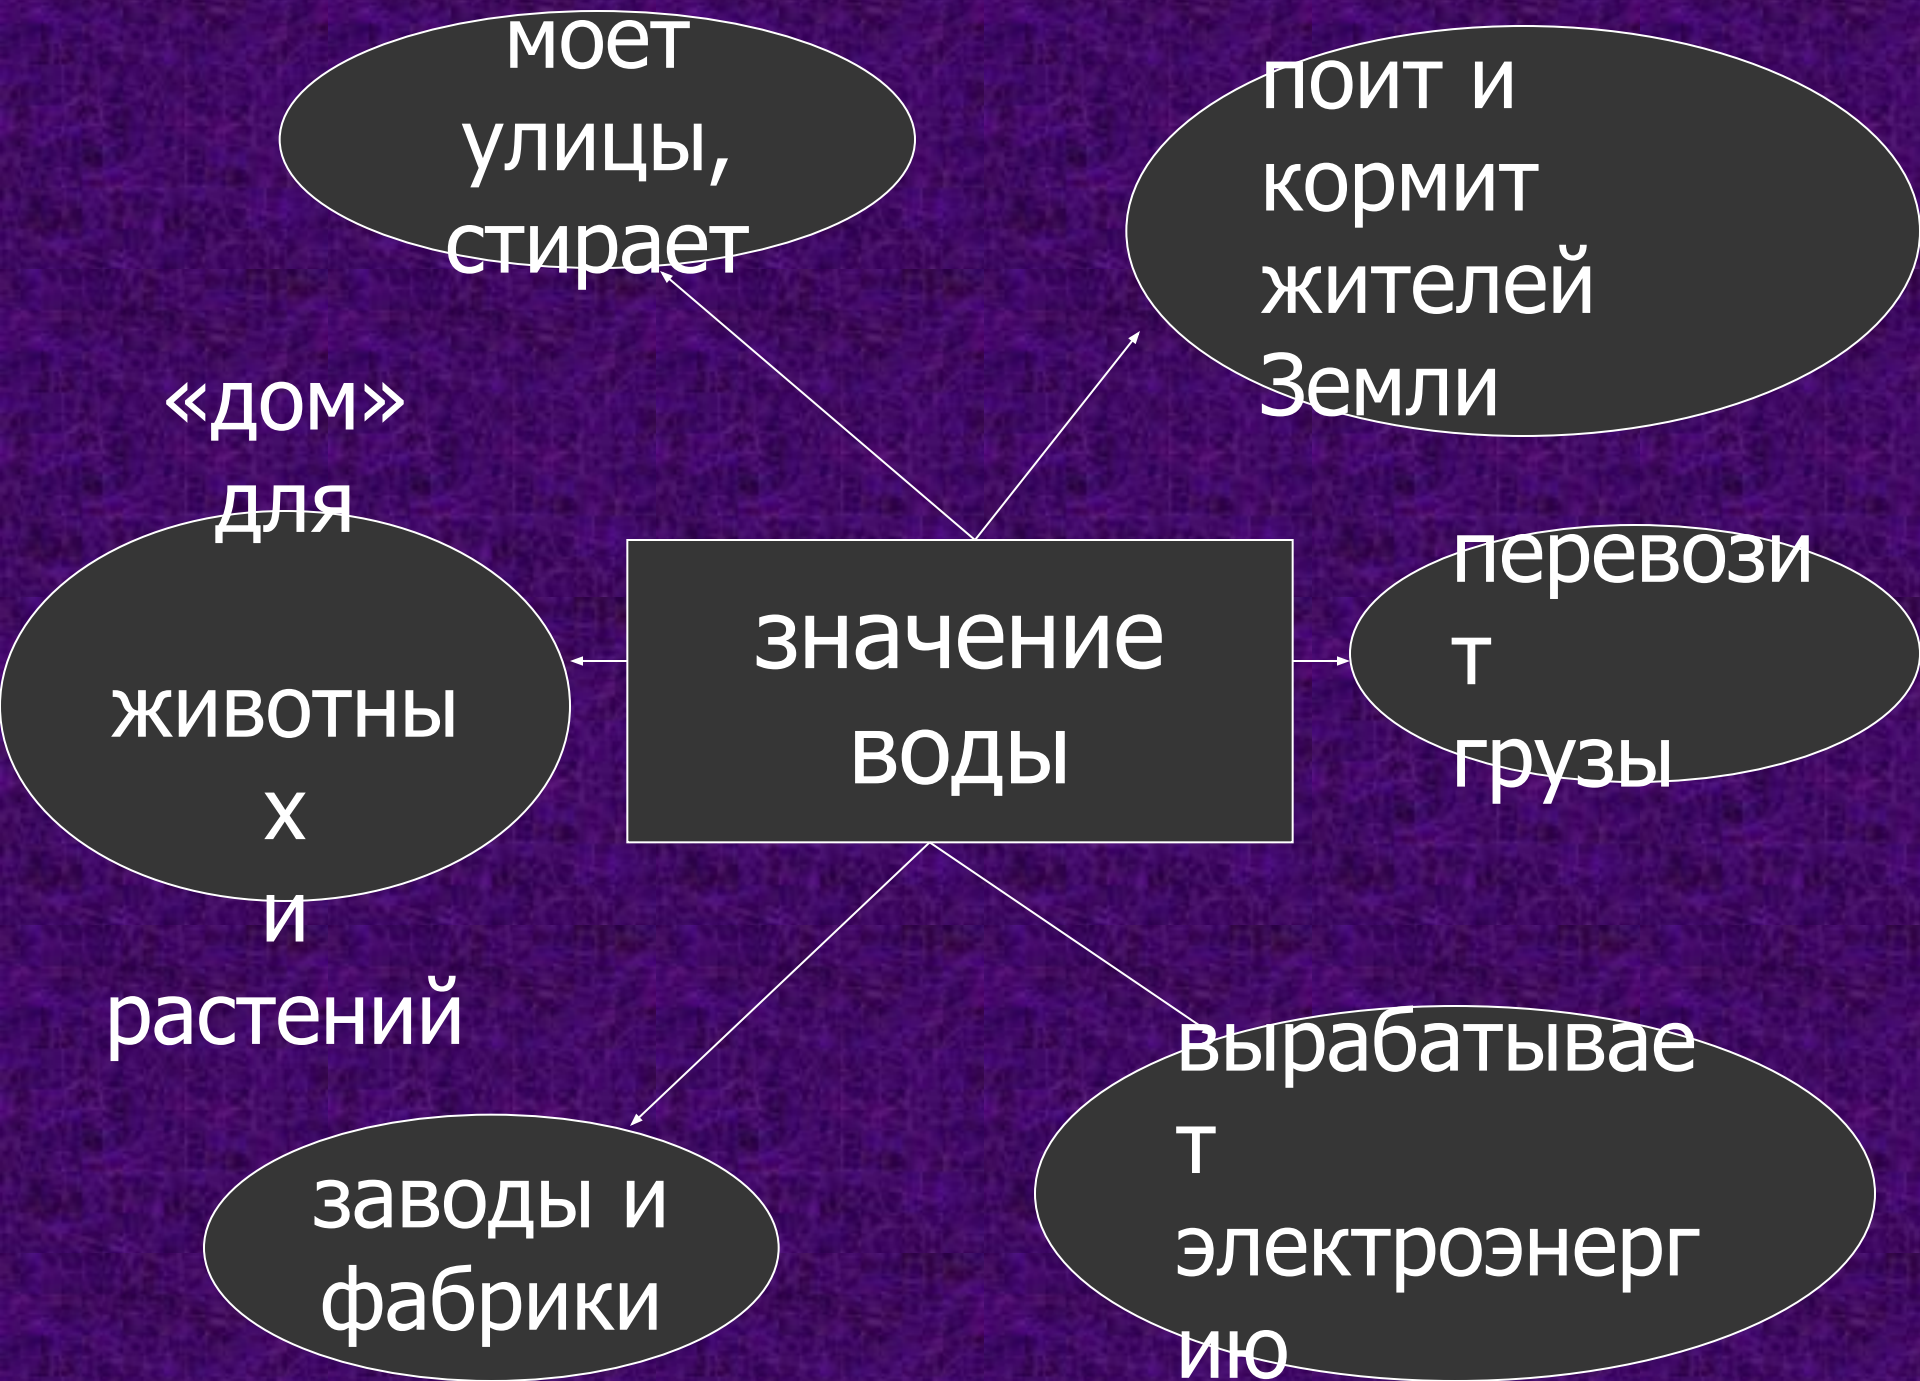 моет
улицы,
стирает
поит и
кормит
жителей
Земли
«дом»
для
животны
х
и
растений
значение
воды
перевози
т
грузы
заводы и
фабрики
вырабатывае
т
электроэнерг
ию